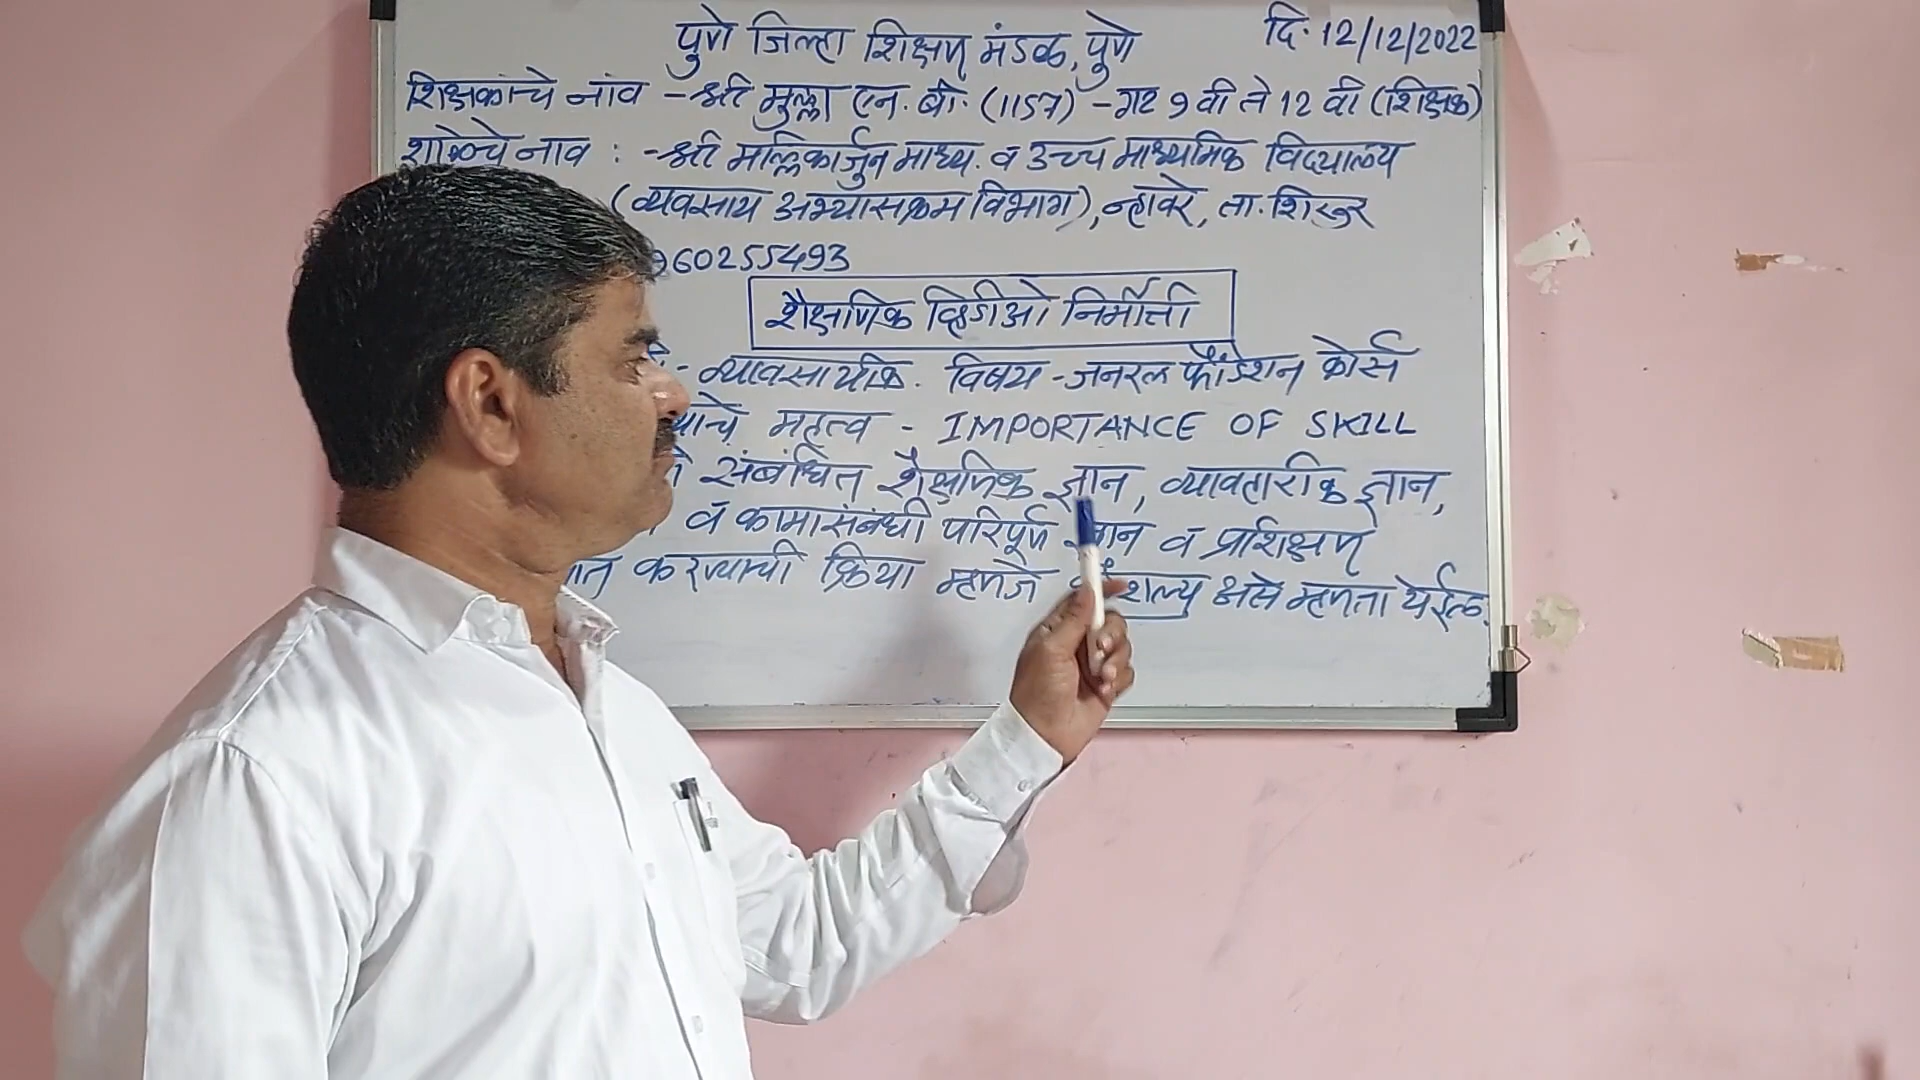 पुणे जिल्हा शिक्षण मंडळ, पुणे दि. 12/12/2022
शिक्षकांचे नांव - श्री मुल्ला एन. बी. (1157) - गट 9 वी ते 12 वी (शिक्षक)
शाळेचे नाव : - श्री मल्लिकार्जुन माध्य. व उच्च माध्यमिक विद्यालय
(व्यवसाय अभ्यासक्रम विभाग), न्हावरे, ता. शिरुर
960255493
शैक्षणिक व्हिडीओ निर्मीती
- व्यावसायीक. विषय - जनरल फौंडेशन कोर्स
महत्व - IMPORTANCE OF SKILL
संबंधित शैक्षणिक ज्ञान, व्यावहारीक ज्ञान,
व कामासंबंधी परिपूर्ण ज्ञान व प्रशिक्षण
करण्याची क्रिया म्हणजे कौशल्य असे म्हणता येईल.